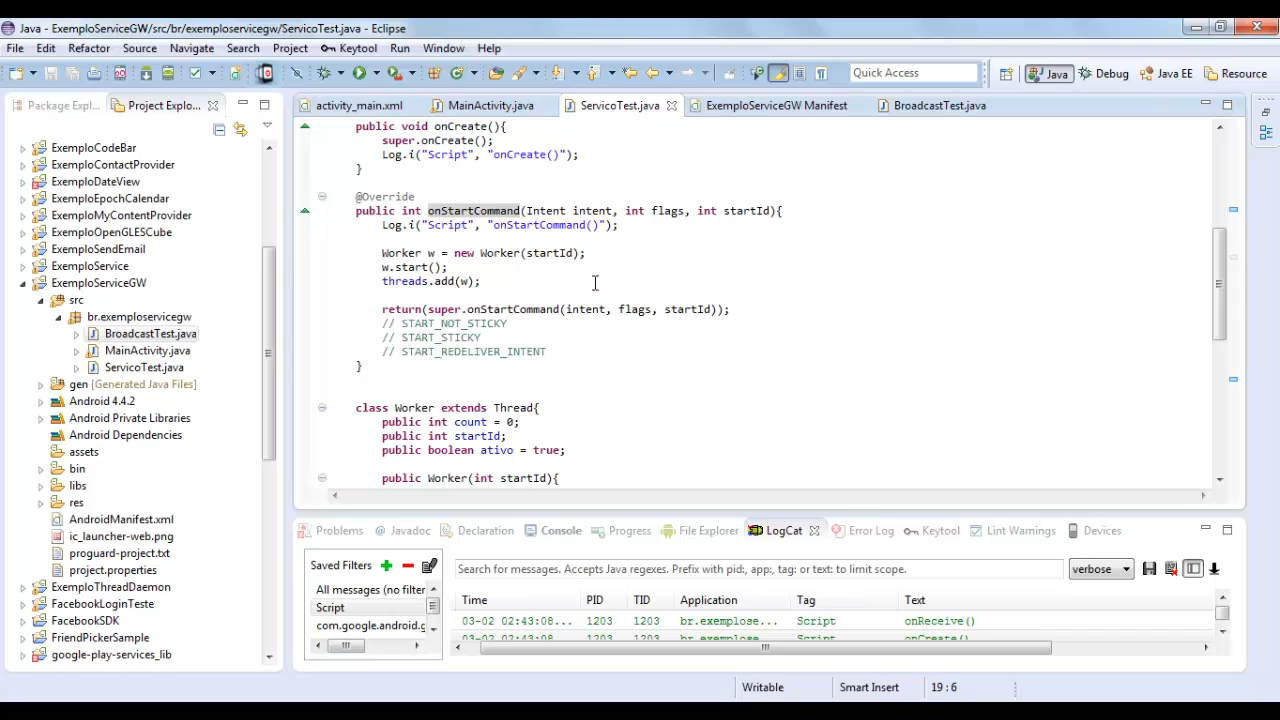 Java - ExemploServiceGW/src/br/exemploservicegw/ServicoTest.java - Eclipse
File Edit Refactor Source Navigate Search Project Keytool Run Window Help
Quick Access
Java Debug Java EE Resource
Package Expl... Project Explo...
activity_main.xml MainActivity.java ServicoTest.java ExemploServiceGW Manifest BroadcastTest.java
ExemploCodeBar
ExemploContactProvider
ExemploDateView
ExemploEpochCalendar
ExemploMyContentProvider
ExemploOpenGLESCube
ExemploSendEmail
ExemploService
ExemploServiceGW
src
br.exemploservicegw
BroadcastTest.java
MainActivity.java
ServicoTest.java
gen [Generated Java Files]
Android 4.4.2
Android Private Libraries
Android Dependencies
assets
bin
libs
res
AndroidManifest.xml
ic_launcher-web.png
proguard-project.txt
project.properties
ExemploThreadDaemon
FacebookLoginTeste
FacebookSDK
FriendPickerSample
google-play-services_lib
public void onCreate(){
super.onCreate();
Log.i("Script", "onCreate()");
}
@Override
public int onStartCommand(Intent intent, int flags, int startId){
Log.i("Script", "onStartCommand()");
Worker w = new Worker(startId);
w.start();
threads.add(w);
return(super.onStartCommand(intent, flags, startId));
// START_NOT_STICKY
// START_STICKY
// START_REDELIVER_INTENT
}
class Worker extends Thread{
public int count = 0;
public int startId;
public boolean ativo = true;
public Worker(int startId){
Problems Javadoc Declaration Console Progress File Explorer LogCat Error Log Keytool Lint Warnings Devices
Saved Filters
All messages (no filter
Script
com.google.android.g
Search for messages. Accepts Java regexes. Prefix with pid:, app:, tag: or text: to limit scope.
verbose
Time PID TID Application Tag Text
03-02 02:43:08... 1203 1203 br.exemplose... Script onReceive()
03-02 02:43:08... 1203 1203 br.exemplose... Script onCreate()
Writable Smart Insert 19 : 6